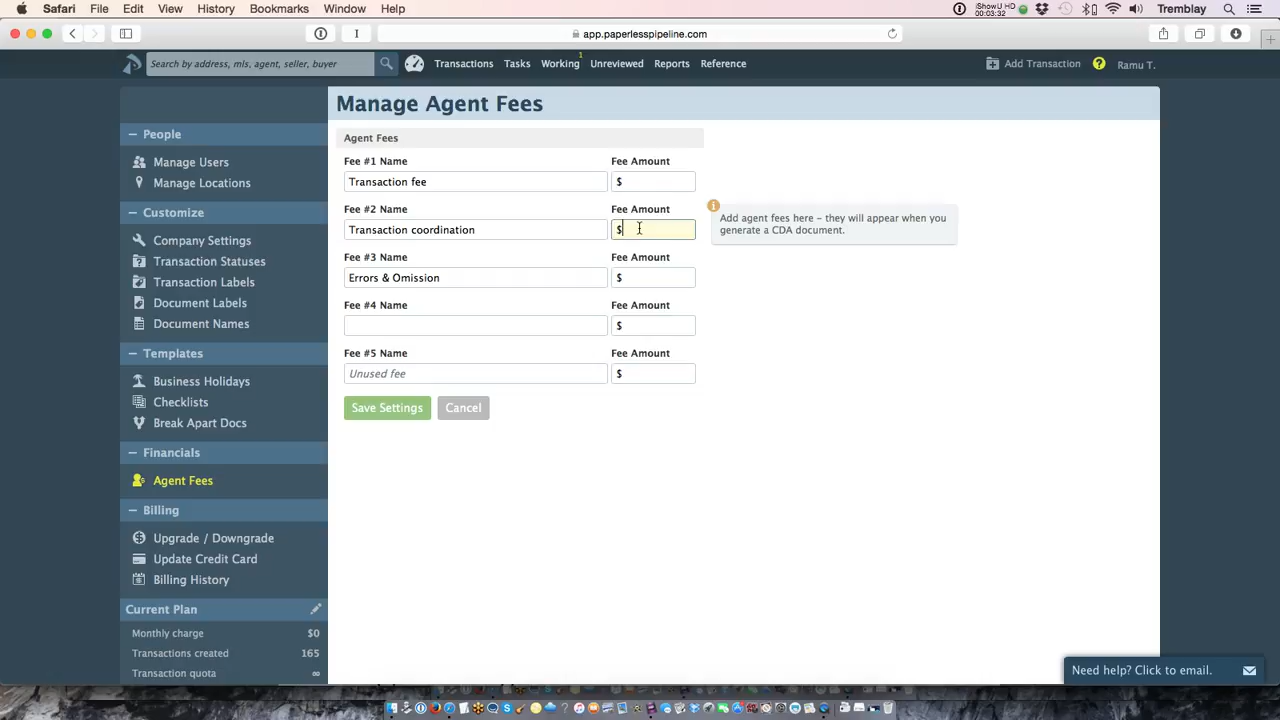 Safari File Edit View History Bookmarks Window Help
iShowU HD 00:03:32
Tremblay
app.paperlesspipeline.com
Search by address, mls, agent, seller, buyer
Transactions Tasks Working 1 Unreviewed Reports Reference
Add Transaction ? Ramu T.
Manage Agent Fees
– People
Manage Users
Manage Locations
– Customize
Company Settings
Transaction Statuses
Transaction Labels
Document Labels
Document Names
– Templates
Business Holidays
Checklists
Break Apart Docs
– Financials
Agent Fees
– Billing
Upgrade / Downgrade
Update Credit Card
Billing History
Current Plan
Monthly charge $0
Transactions created 165
Transaction quota ∞
Agent Fees
Fee #1 Name Fee Amount
Transaction fee $
Fee #2 Name Fee Amount
Transaction coordination $
Add agent fees here – they will appear when you
generate a CDA document.
Fee #3 Name Fee Amount
Errors & Omission $
Fee #4 Name Fee Amount
$
Fee #5 Name Fee Amount
Unused fee $
Save Settings Cancel
Need help? Click to email.